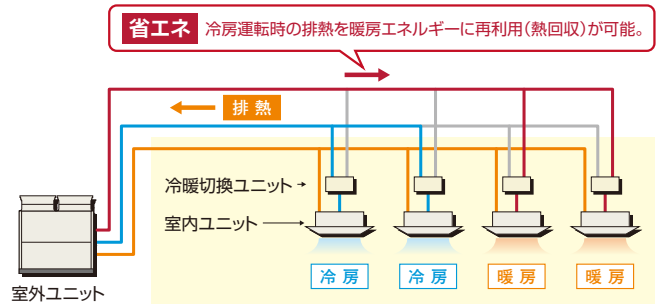 省エネ 冷房運転時の排熱を暖房エネルギーに再利用(熱回収)が可能。
排熱
冷暖切換ユニット→
室内ユニット→
冷房 冷房 暖房 暖房
室外ユニット